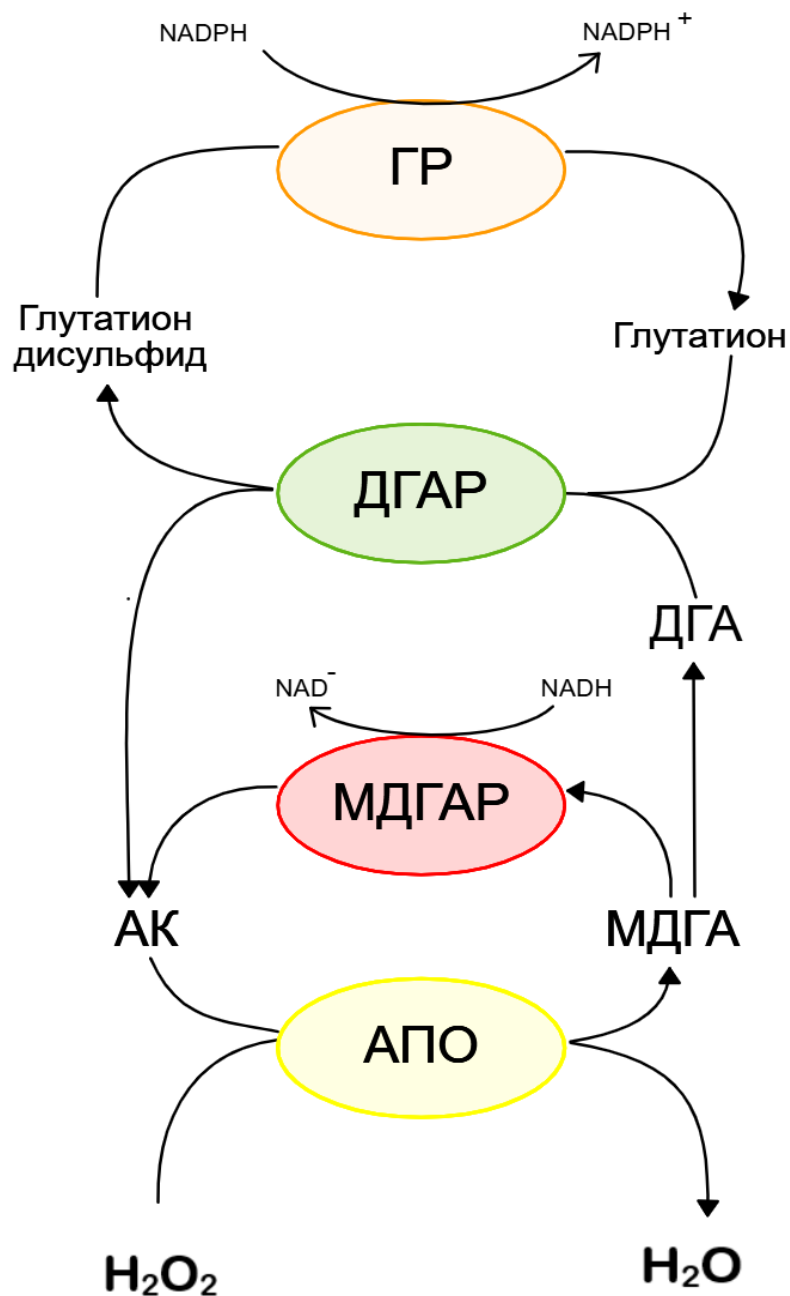 NADPH
NADPH⁺
ГР
Глутатион
дисульфид
Глутатион
ДГАР
ДГА
NAD⁻
NADH
МДГАР
АК
МДГА
АПО
H₂O₂
H₂O